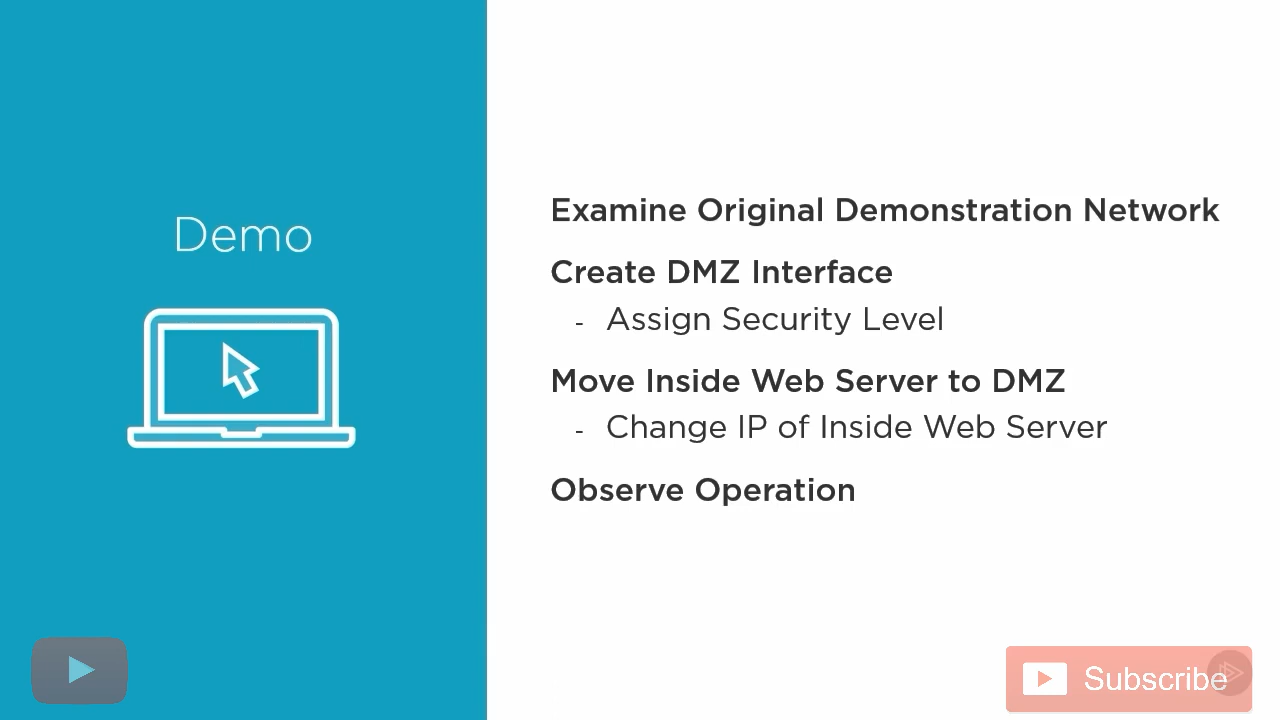 Demo
Examine Original Demonstration Network
Create DMZ Interface
- Assign Security Level
Move Inside Web Server to DMZ
- Change IP of Inside Web Server
Observe Operation
Subscribe